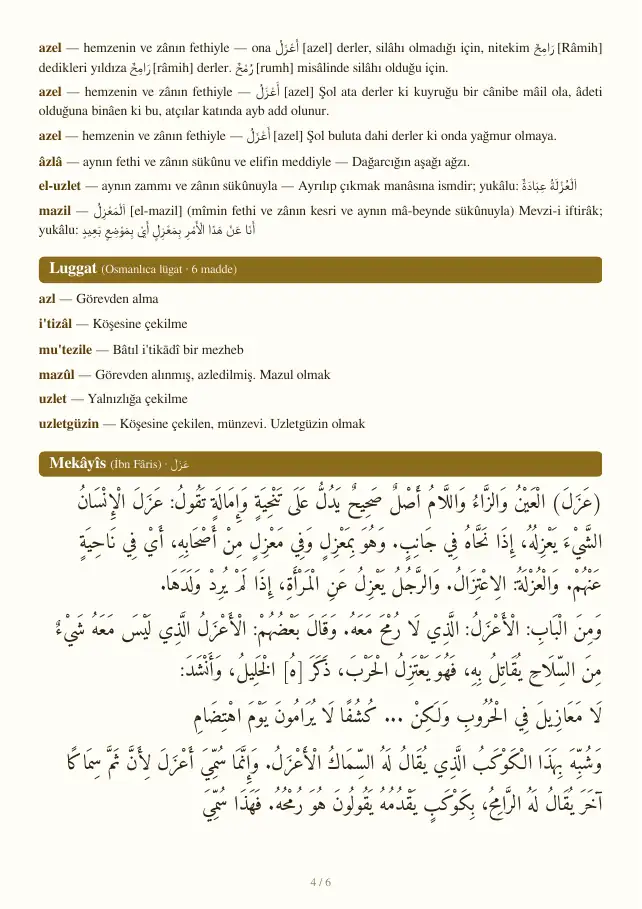 azel — hemzenin ve zânın fethiyle — ona أَعْزَلْ [azel] derler, silâhı olmadığı için, nitekim رَامِحْ [Râmih]
dedikleri yıldıza رَامِحْ [râmih] derler. رُمْحْ [rumh] misâlinde silâhı olduğu için.
azel — hemzenin ve zânın fethiyle — أَعْزَلْ [azel] Şol ata derler ki kuyruğu bir cânibe mâil ola, âdeti
olduğuna binâen ki bu, atçılar katında ayb add olunur.
azel — hemzenin ve zânın fethiyle — أَعْزَلْ [azel] Şol buluta dahi derler ki onda yağmur olmaya.
âzlâ — aynın fethi ve zânın sükûnu ve elifin meddiyle — Dağarcığın aşağı ağzı.
el-uzlet — aynın zammı ve zânın sükûnuyla — Ayrılıp çıkmak manâsına ismdir; yukâlu: اَلْعُزْلَةُ عِبَادَةٌ
mazil — اَلْمَعْزِلُ [el-mazil] (mîmin fethi ve zânın kesri ve aynın mâ-beynde sükûnuyla) Mevzi-i iftirâk;
yukâlu: أَنَا عَنْ هَذَا الْأَمْرِ بِمَعْزِلٍ أَيْ بِمَوْضِعٍ بَعِيدٍ
Luggat (Osmanlıca lügat · 6 madde)
azl — Görevden alma
i'tizâl — Köşesine çekilme
mu'tezile — Bâtıl i'tikādî bir mezheb
mazûl — Görevden alınmış, azledilmiş. Mazul olmak
uzlet — Yalnızlığa çekilme
uzletgüzin — Köşesine çekilen, münzevi. Uzletgüzin olmak
Mekâyîs (İbn Fâris) · عَزَلَ
(عَزَلَ) الْعَيْنُ وَالزَّاءُ وَاللَّامُ أَصْلٌ صَحِيحٌ يَدُلُّ عَلَى تَنْحِيَةٍ وَإِمَالَةٍ تَقُولُ: عَزَلَ الْإِنْسَانُ
الشَّيْءَ يَعْزِلُهُ، إِذَا نَحَّاهُ فِي جَانِبٍ. وَهُوَ بِمَعْزِلٍ وَفِي مَعْزِلٍ مِنْ أَصْحَابِهِ، أَيْ فِي نَاحِيَةٍ
عَنْهُمْ. وَالْعُزْلَةُ: الِاعْتِزَالُ. وَالرَّجُلُ يَعْزِلُ عَنِ الْمَرْأَةِ، إِذَا لَمْ يُرِدْ وَلَدَهَا.
وَمِنَ الْبَابِ: الْأَعْزَلُ: الَّذِي لَا رُمْحَ مَعَهُ. وَقَالَ بَعْضُهُمْ: الْأَعْزَلُ الَّذِي لَيْسَ مَعَهُ شَيْءٌ
مِنَ السِّلَاحِ يُقَاتِلُ بِهِ، فَهُوَ يَعْتَزِلُ الْحَرْبَ، ذَكَرَ [هُ] الْخَلِيلُ، وَأَنْشَدَ:
لَا مَعَازِيلَ فِي الْحُرُوبِ وَلَكِنْ ... كُشُفًا لَا يُرَامُونَ يَوْمَ اهْتِضَامِ
وَشُبِّهَ بِهَذَا الْكَوْكَبُ الَّذِي يُقَالُ لَهُ السِّمَاكُ الْأَعْزَلُ. وَإِنَّمَا سُمِّيَ أَعْزَلَ لِأَنَّ ثَمَّ سِمَاكًا
آخَرَ يُقَالُ لَهُ الرَّامِحُ، بِكَوْكَبٍ يَقْدُمُهُ يَقُولُونَ هُوَ رُمْحُهُ. فَهَذَا سُمِّيَ
4 / 6